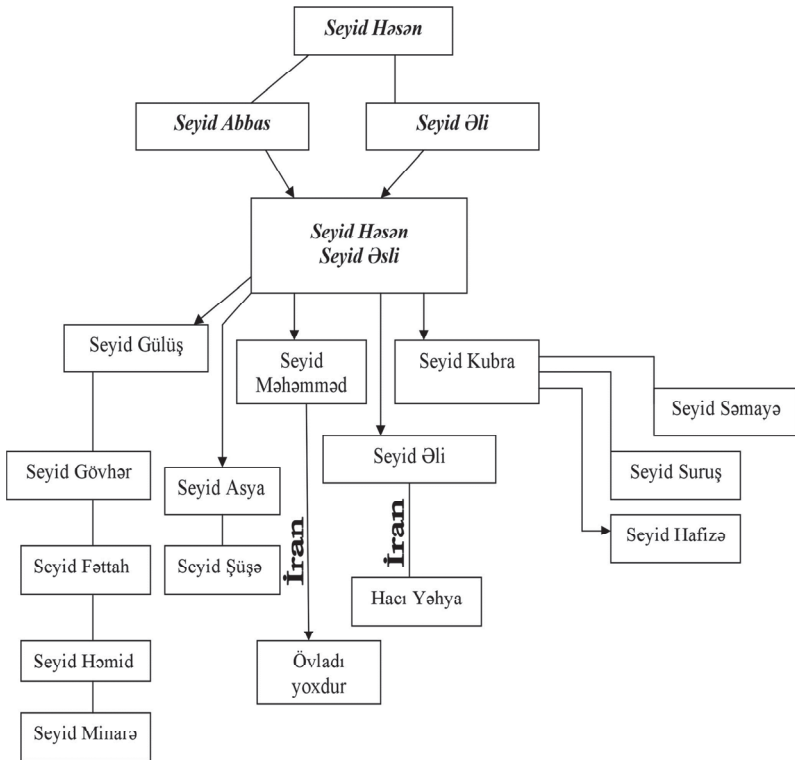 Seyid Həsən
Seyid Abbas
Seyid Əli
Seyid Həsən
Seyid Əsli
Seyid Gülüş
Seyid
Məhəmməd
Seyid Kubra
Seyid Səmayə
Seyid Gövhər
Seyid Asya
Seyid Əli
Seyid Suruş
Seyid Fəttah
Seyid Şüşə
İran
İran
Seyid Hafizə
Hacı Yəhya
Seyid Həmid
Övladı
yoxdur
Seyid Minarə